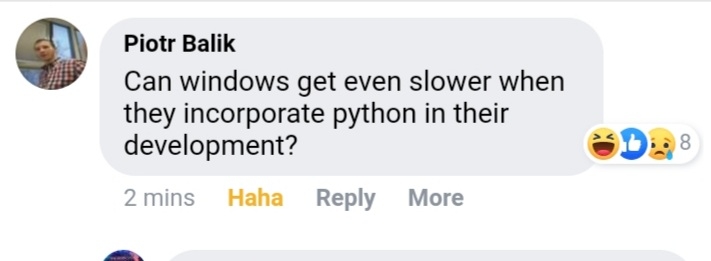 Piotr Balik
Can windows get even slower when
they incorporate python in their
development?
8
2 mins Haha Reply More